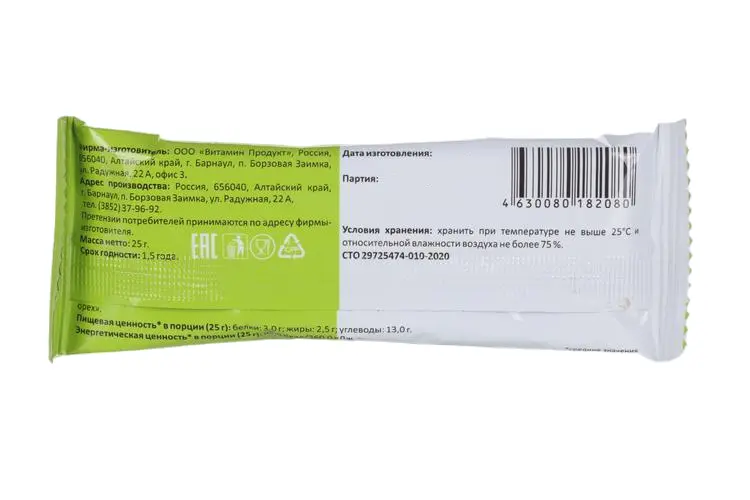 Фирма-изготовитель: ООО «Витамин Продукт», Россия,
656040, Алтайский край, г. Барнаул, п. Борзовая Заимка,
ул. Радужная, 22 А, офис 3.
Адрес производства: Россия, 656040, Алтайский край,
г. Барнаул, п. Борзовая Заимка, ул. Радужная, 22 А,
тел. (3852) 37-96-92.
Претензии потребителей принимаются по адресу фирмы-
изготовителя.
Масса нетто: 25 г.
Срок годности: 1,5 года.
EAC
Дата изготовления:
Партия:
4 630080 182080
Условия хранения: хранить при температуре не выше 25°С и
относительной влажности воздуха не более 75 %.
СТО 29725474-010-2020
орех».
Пищевая ценность* в порции (25 г): белки: 3,0 г; жиры: 2,5 г; углеводы: 13,0 г.
Энергетическая ценность* в порции (25 г):
*средние значения